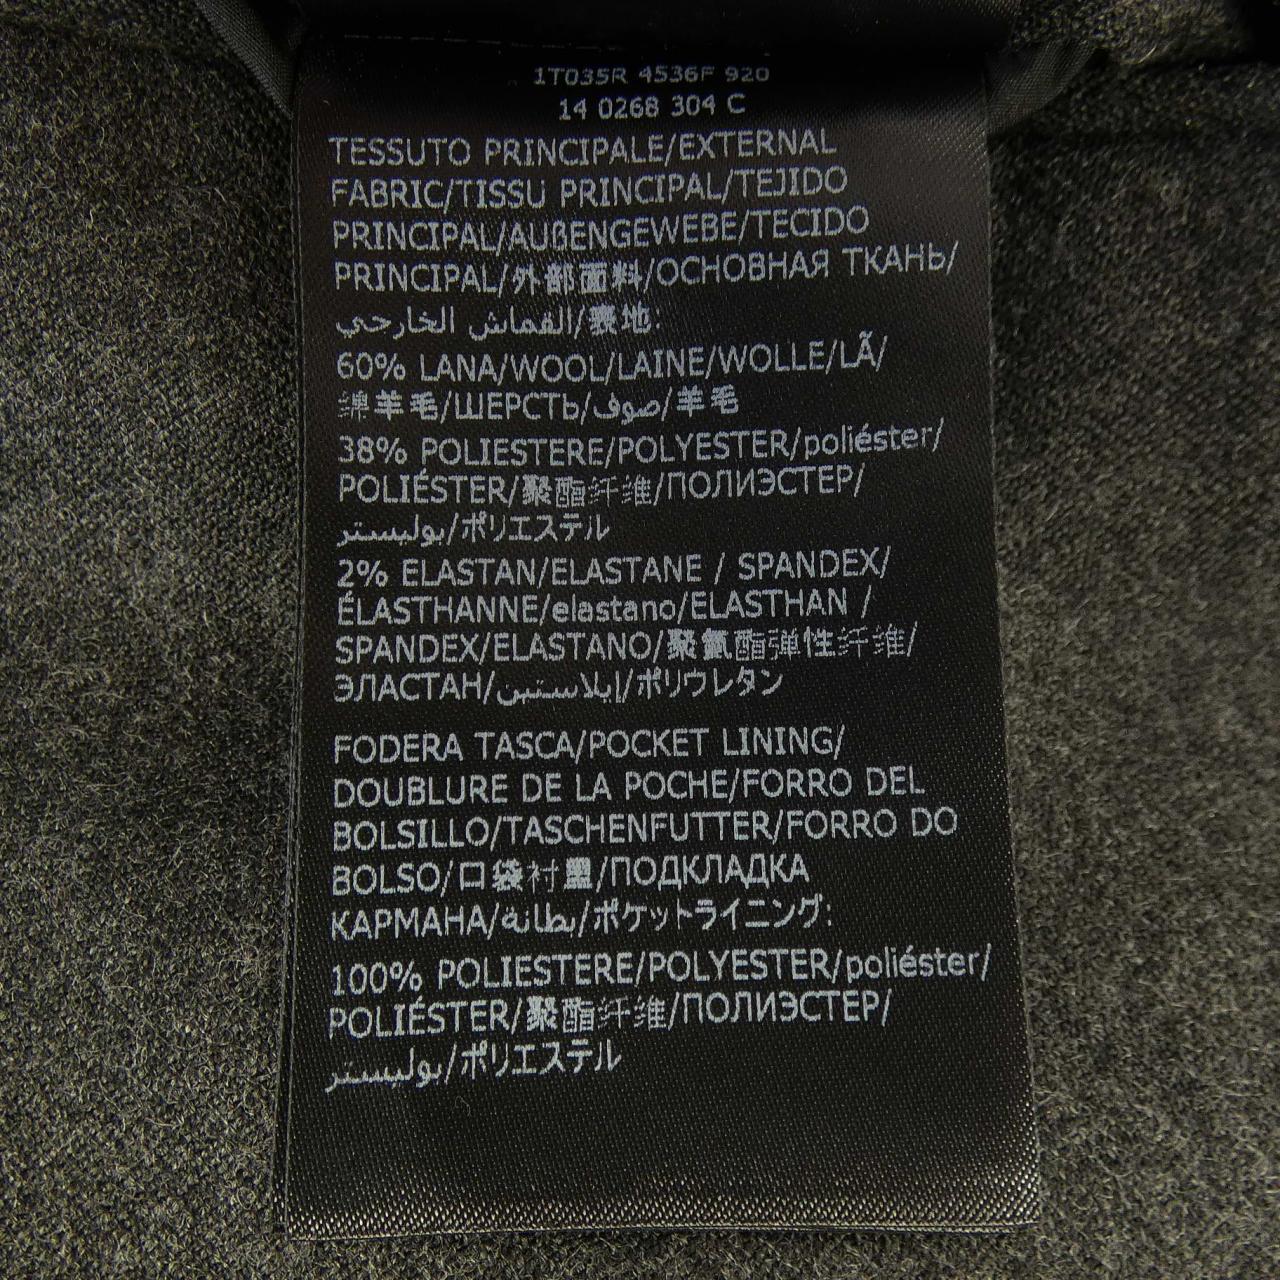 1T035R 4536F 920
14 0268 304 C
TESSUTO PRINCIPALE/EXTERNAL
FABRIC/TISSU PRINCIPAL/TEJIDO
PRINCIPAL/AUßENGEWEBE/TECIDO
PRINCIPAL/外部面料/ОСНОВНАЯ ТКАНЬ/
القماش الخارجي/表地:
60% LANA/WOOL/LAINE/WOLLE/LÃ/
绵羊毛/ШЕРСТЬ/صوف/羊毛
38% POLIESTERE/POLYESTER/poliéster/
POLIÉSTER/聚酯纤维/ПОЛИЭСТЕР/
بوليستر/ポリエステル
2% ELASTAN/ELASTANE / SPANDEX/
ÉLASTHANNE/elastano/ELASTHAN /
SPANDEX/ELASTANO/聚氨酯弹性纤维/
ЭЛАСТАН/إيلاستين/ポリウレタン
FODERA TASCA/POCKET LINING/
DOUBLURE DE LA POCHE/FORRO DEL
BOLSILLO/TASCHENFUTTER/FORRO DO
BOLSO/口袋衬里/ПОДКЛАДКА
КАРМАНА/بطانة/ポケットライニング:
100% POLIESTERE/POLYESTER/poliéster/
POLIÉSTER/聚酯纤维/ПОЛИЭСТЕР/
بوليستر/ポリエステル